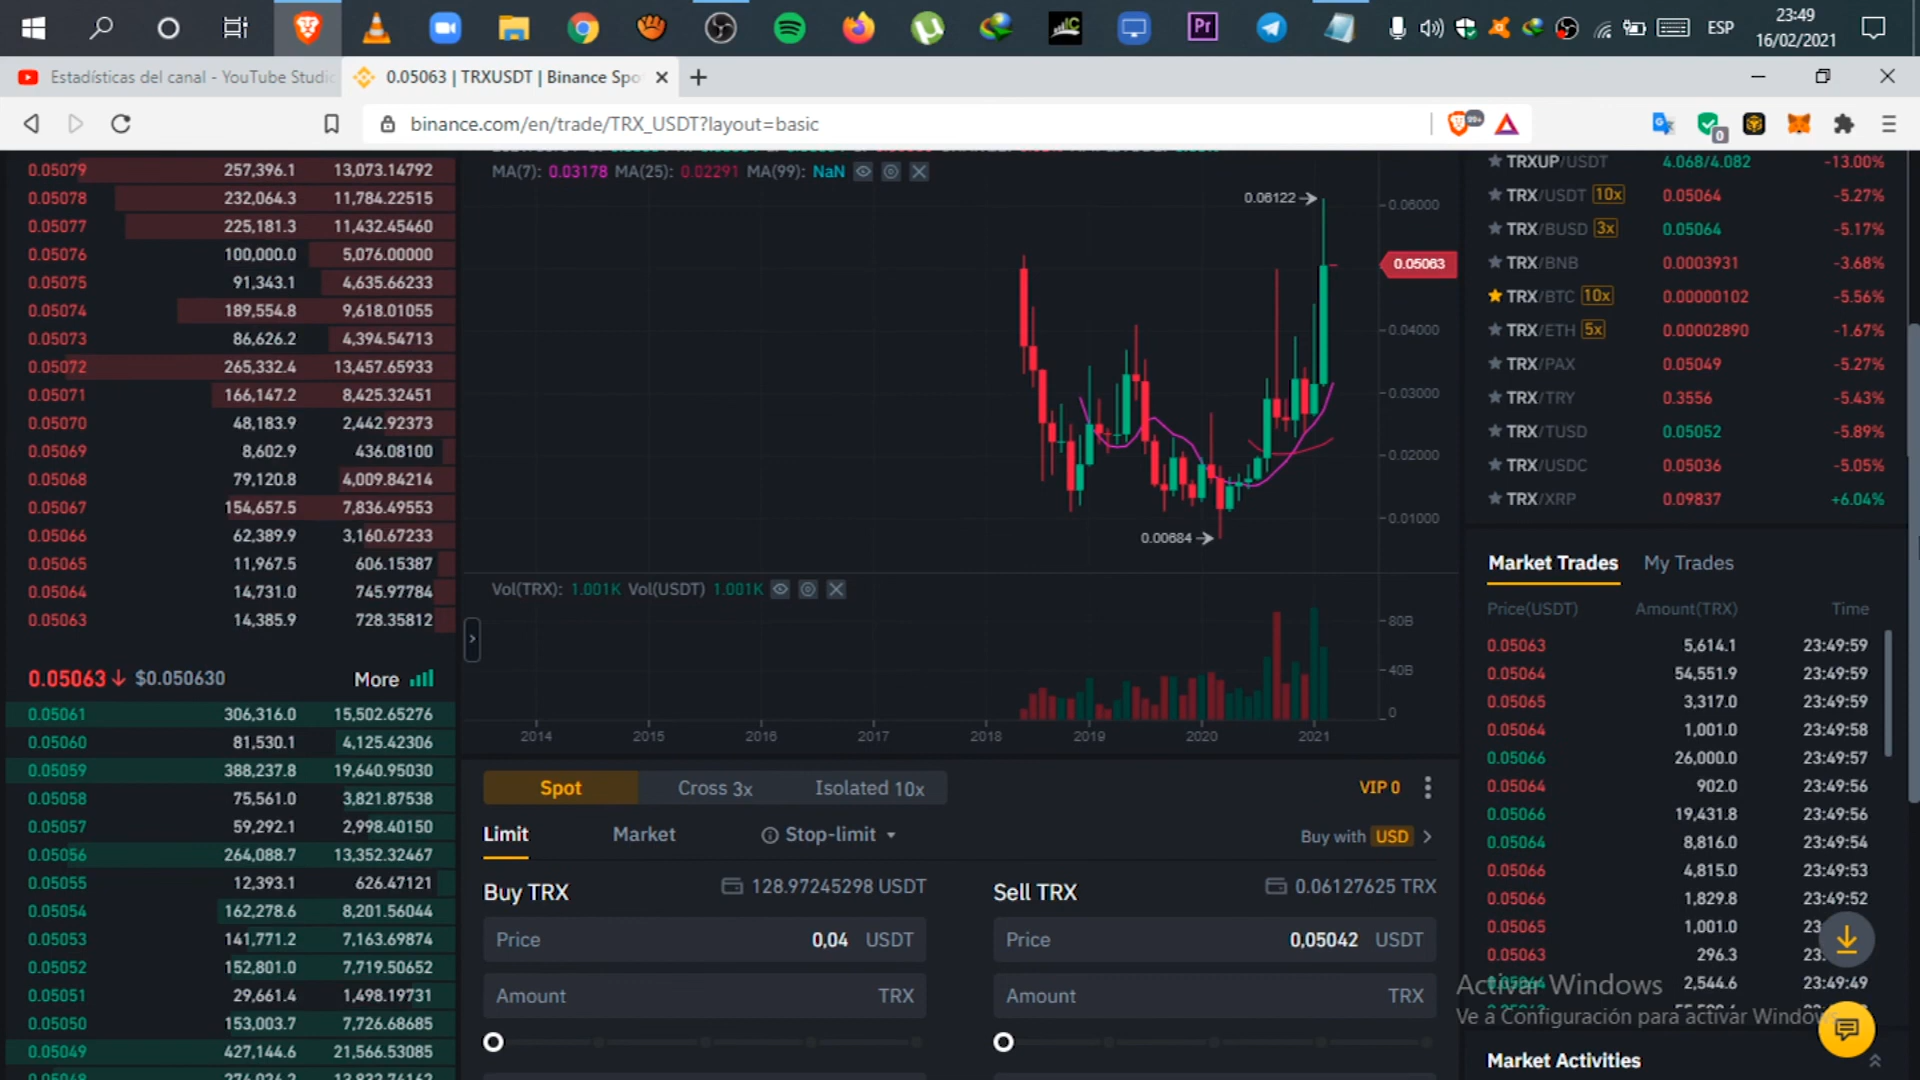 ESP
23:49
16/02/2021
Estadísticas del canal - YouTube Studi
0.05063 | TRXUSDT | Binance Spo
binance.com/en/trade/TRX_USDT?layout=basic
99+
0
0.05079 257,396.1 13,073.14792
0.05078 232,064.3 11,784.22515
0.05077 225,181.3 11,432.45460
0.05076 100,000.0 5,076.00000
0.05075 91,343.1 4,635.66233
0.05074 189,554.8 9,618.01055
0.05073 86,626.2 4,394.54713
0.05072 265,332.4 13,457.65933
0.05071 166,147.2 8,425.32451
0.05070 48,183.9 2,442.92373
0.05069 8,602.9 436.08100
0.05068 79,120.8 4,009.84214
0.05067 154,657.5 7,836.49553
0.05066 62,389.9 3,160.67233
0.05065 11,967.5 606.15387
0.05064 14,731.0 745.97784
0.05063 14,385.9 728.35812
0.05063 $0.050630 More
0.05061 306,316.0 15,502.65276
0.05060 81,530.1 4,125.42306
0.05059 388,237.8 19,640.95030
0.05058 75,561.0 3,821.87538
0.05057 59,292.1 2,998.40150
0.05056 264,088.7 13,352.32467
0.05055 12,393.1 626.47121
0.05054 162,278.6 8,201.56044
0.05053 141,771.2 7,163.69874
0.05052 152,801.0 7,719.50652
0.05051 29,661.4 1,498.19731
0.05050 153,003.7 7,726.68685
0.05049 427,144.6 21,566.53085
MA(7): 0.03178 MA(25): 0.02291 MA(99): NaN
0.06122
0.06000
0.05063
0.04000
0.03000
0.02000
0.01000
0.00684
Vol(TRX): 1.001K Vol(USDT) 1.001K
80B
40B
0
2014 2015 2016 2017 2018 2019 2020 2021
Spot Cross 3x Isolated 10x VIP 0
Limit Market Stop-limit Buy with USD
Buy TRX 128.97245298 USDT
Price 0,04 USDT
Amount TRX
Sell TRX 0.06127625 TRX
Price 0,05042 USDT
Amount TRX
TRXUP/USDT 4.068/4.082 -13.00%
TRX/USDT 10x 0.05064 -5.27%
TRX/BUSD 3x 0.05064 -5.17%
TRX/BNB 0.0003931 -3.68%
TRX/BTC 10x 0.00000102 -5.56%
TRX/ETH 5x 0.00002890 -1.67%
TRX/PAX 0.05049 -5.27%
TRX/TRY 0.3556 -5.43%
TRX/TUSD 0.05052 -5.89%
TRX/USDC 0.05036 -5.05%
TRX/XRP 0.09837 +6.04%
Market Trades My Trades
Price(USDT) Amount(TRX) Time
0.05063 5,614.1 23:49:59
0.05064 54,551.9 23:49:59
0.05065 3,317.0 23:49:59
0.05064 1,001.0 23:49:58
0.05066 26,000.0 23:49:57
0.05064 902.0 23:49:56
0.05066 19,431.8 23:49:56
0.05064 8,816.0 23:49:54
0.05066 4,815.0 23:49:53
0.05066 1,829.8 23:49:52
0.05065 1,001.0 23
0.05063 296.3 23:
2,544.6 23:49:49
Activar Windows
Ve a Configuración para activar Windows
Market Activities